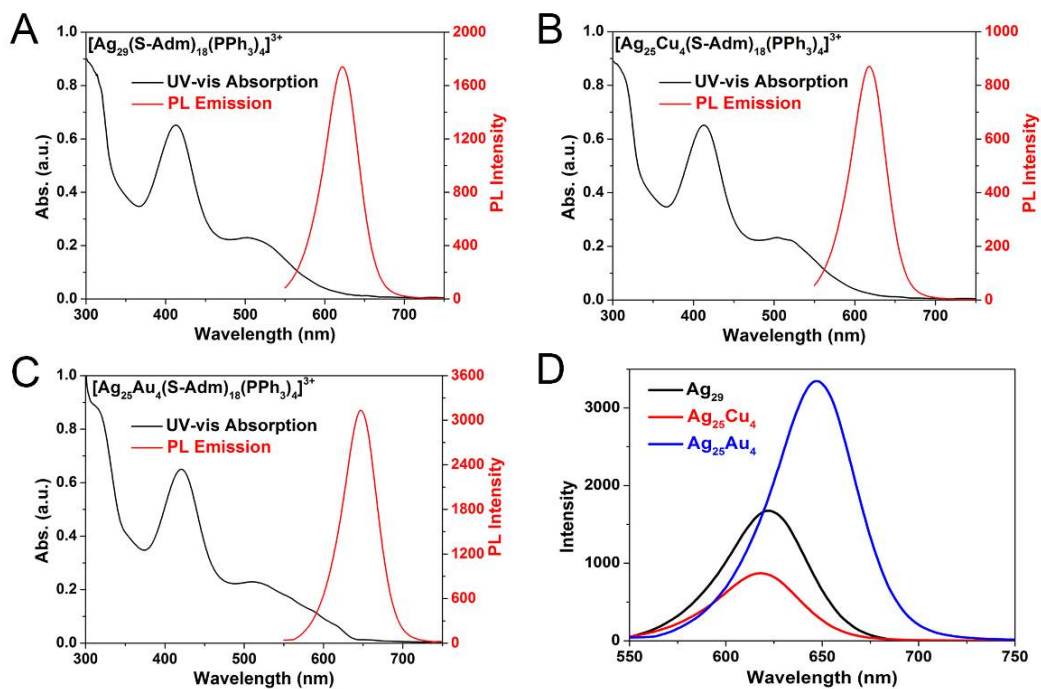 A
[Ag₂₉(S-Adm)₁₈(PPh₃)₄]³⁺
UV-vis Absorption
PL Emission
Abs. (a.u.)
1.0
0.8
0.6
0.4
0.2
0.0
2000
1600
1200
800
400
0
PL Intensity
300 400 500 600 700
Wavelength (nm)
B
[Ag₂₅Cu₄(S-Adm)₁₈(PPh₃)₄]³⁺
UV-vis Absorption
PL Emission
Abs. (a.u.)
1.0
0.8
0.6
0.4
0.2
0.0
1000
800
600
400
200
0
PL Intensity
300 400 500 600 700
Wavelength (nm)
C
[Ag₂₅Au₄(S-Adm)₁₈(PPh₃)₄]³⁺
UV-vis Absorption
PL Emission
Abs. (a.u.)
1.0
0.8
0.6
0.4
0.2
0.0
3600
3000
2400
1800
1200
600
0
PL Intensity
300 400 500 600 700
Wavelength (nm)
D
Ag₂₉
Ag₂₅Cu₄
Ag₂₅Au₄
Intensity
3000
2000
1000
0
550 600 650 700 750
Wavelength (nm)